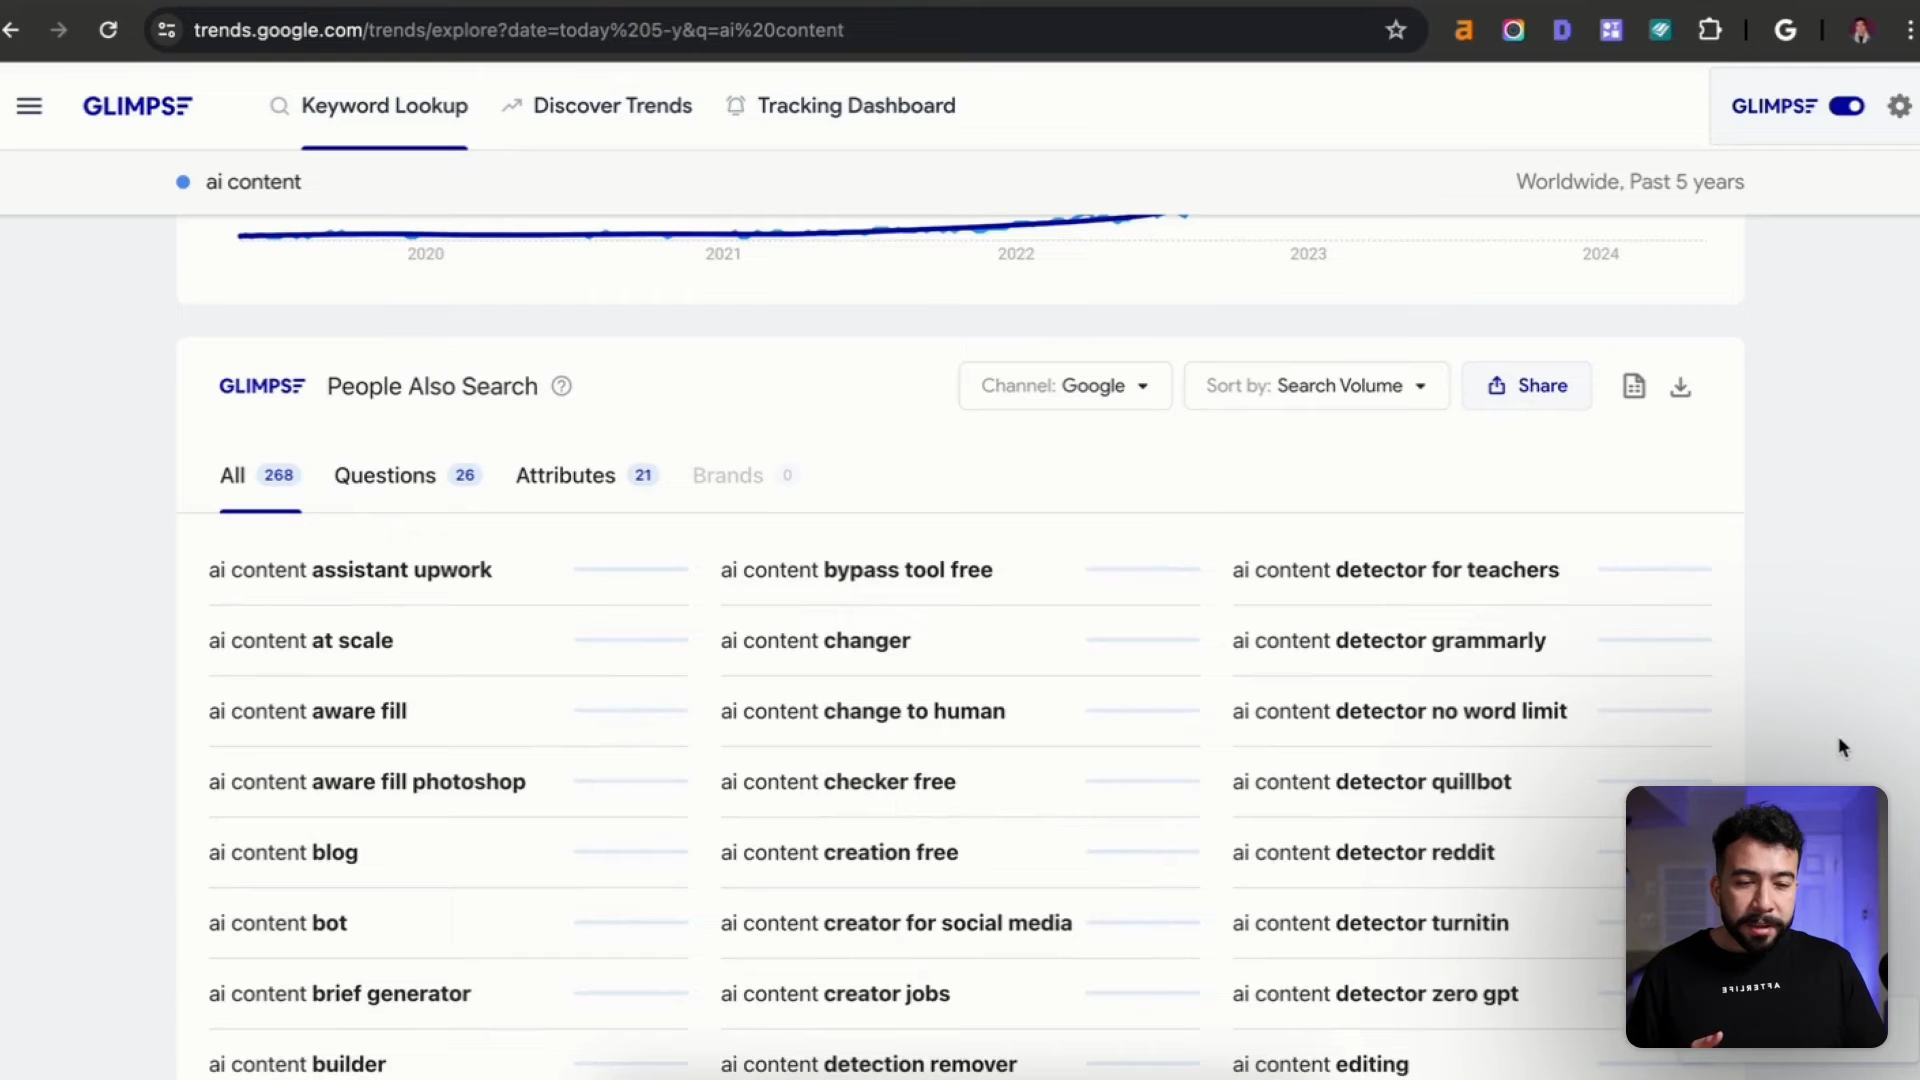 trends.google.com/trends/explore?date=today%205-y&q=ai%20content
GLIMPSE
Keyword Lookup
Discover Trends
Tracking Dashboard
GLIMPSE
ai content
Worldwide, Past 5 years
2020 2021 2022 2023 2024
GLIMPSE People Also Search
Channel: Google
Sort by: Search Volume
Share
All 268
Questions 26
Attributes 21
Brands 0
ai content assistant upwork
ai content bypass tool free
ai content detector for teachers
ai content at scale
ai content changer
ai content detector grammarly
ai content aware fill
ai content change to human
ai content detector no word limit
ai content aware fill photoshop
ai content checker free
ai content detector quillbot
ai content blog
ai content creation free
ai content detector reddit
ai content bot
ai content creator for social media
ai content detector turnitin
ai content brief generator
ai content creator jobs
ai content detector zero gpt
ai content builder
ai content detection remover
ai content editing
AFTERLIFE